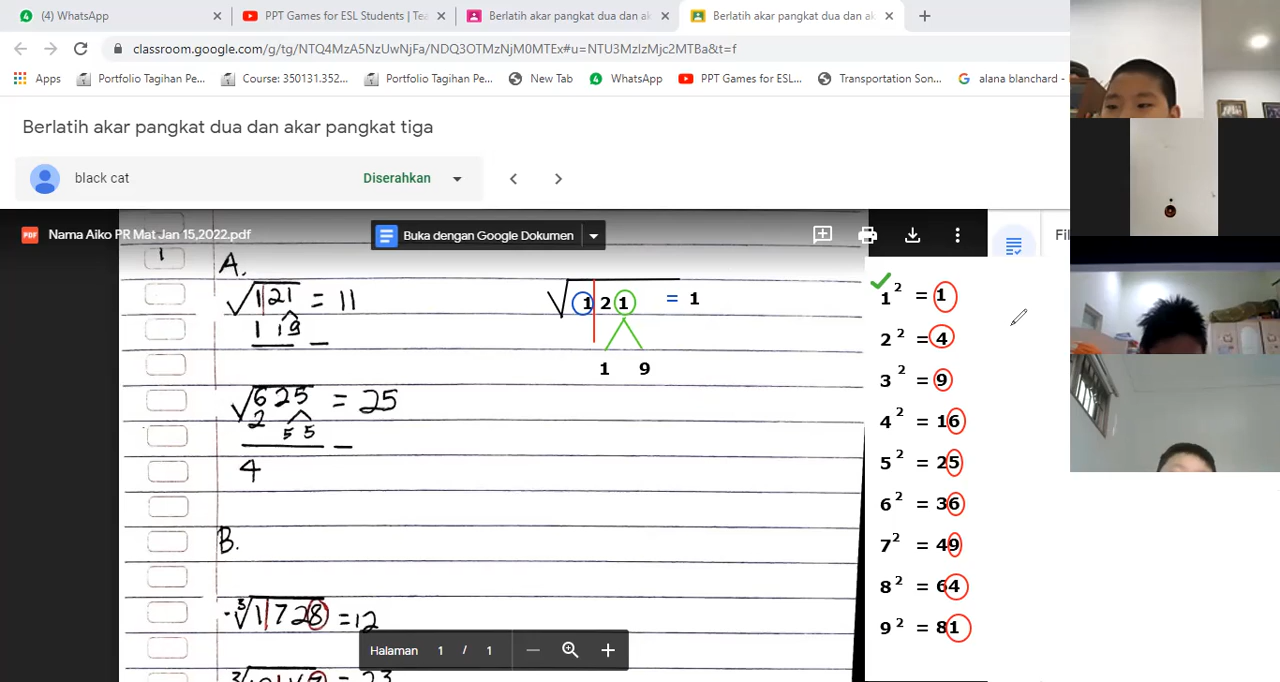 (4) WhatsApp
PPT Games for ESL Students | Tea
Berlatih akar pangkat dua dan ak
Berlatih akar pangkat dua dan ak
classroom.google.com/g/tg/NTQ4MzA5NzUwNjFa/NDQ3OTMzNjM0MTEx#u=NTU3MzIzMjc2MTBa&t=f
Apps
Portfolio Tagihan Pe...
Course: 350131.352...
Portfolio Tagihan Pe...
New Tab
WhatsApp
PPT Games for ESL...
Transportation Son...
alana blanchard -
Berlatih akar pangkat dua dan akar pangkat tiga
black cat
Diserahkan
PDF
Nama Aiko PR Mat Jan 15,2022.pdf
Buka dengan Google Dokumen
Fil
1
A.
√121 = 11
1 19
√625 = 25
2
5 5
4
B.
³√1728 = 12
= 23
√121 = 1
1 9
1² = 1
2² = 4
3² = 9
4² = 16
5² = 25
6² = 36
7² = 49
8² = 64
9² = 81
Halaman 1 / 1